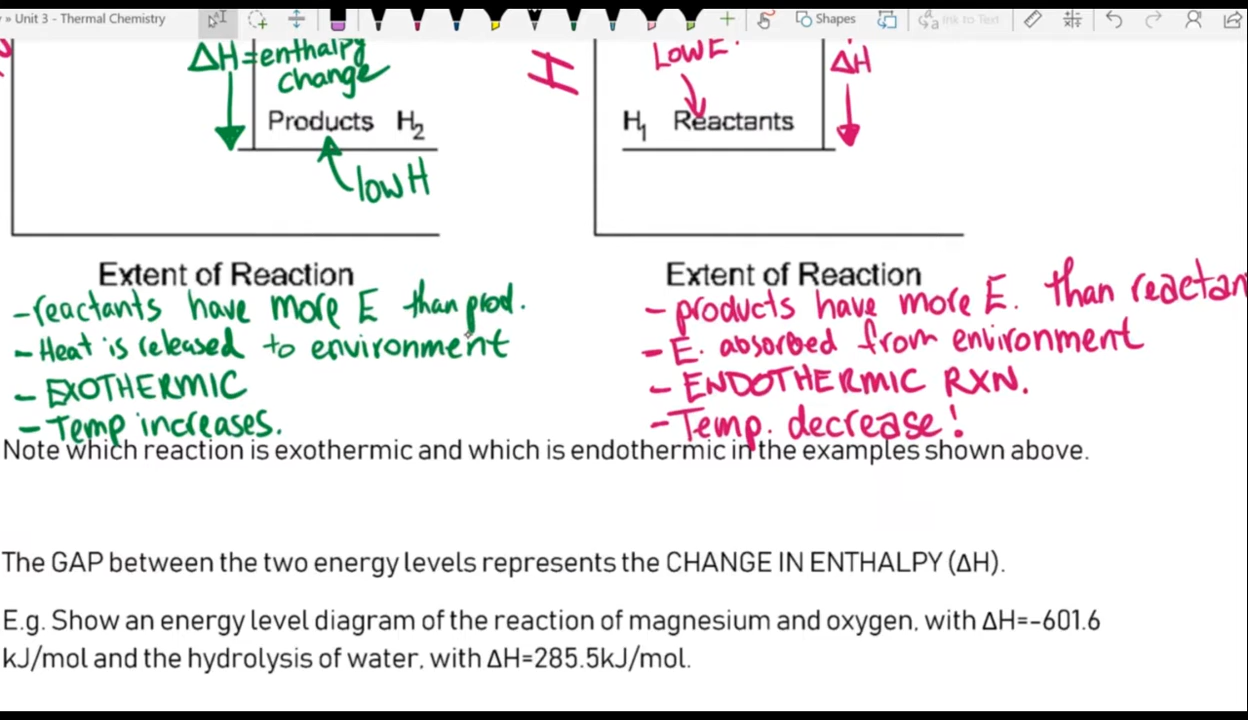 » Unit 3 - Thermal Chemistry
Shapes
Ink to Text
ΔH=enthalpy
change
Products H₂
low H
H
Low E.
ΔH
H₁ Reactants
Extent of Reaction
- reactants have more E than prod.
- Heat is released to environment
- EXOTHERMIC
- Temp increases.
Extent of Reaction
- products have more E. than reactan
- E. absorbed from environment
- ENDOTHERMIC RXN.
- Temp. decrease!
Note which reaction is exothermic and which is endothermic in the examples shown above.
The GAP between the two energy levels represents the CHANGE IN ENTHALPY (ΔH).
E.g. Show an energy level diagram of the reaction of magnesium and oxygen, with ΔH=-601.6
kJ/mol and the hydrolysis of water, with ΔH=285.5kJ/mol.